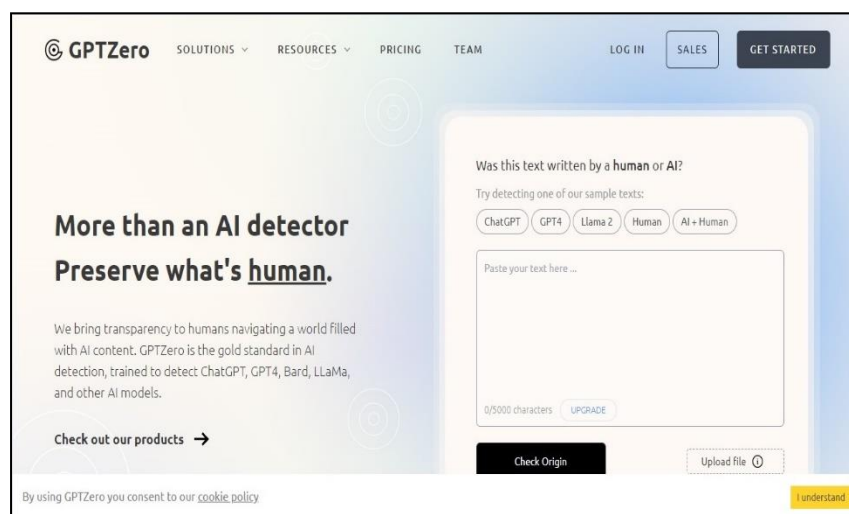 GPTZero SOLUTIONS RESOURCES PRICING TEAM LOG IN SALES GET STARTED
More than an AI detector
Preserve what's human.
We bring transparency to humans navigating a world filled
with AI content. GPTZero is the gold standard in AI
detection, trained to detect ChatGPT, GPT4, Bard, LLaMa,
and other AI models.
Check out our products →
Was this text written by a human or AI?
Try detecting one of our sample texts:
ChatGPT GPT4 Llama 2 Human AI + Human
Paste your text here ...
0/5000 characters UPGRADE
Check Origin Upload file
By using GPTZero you consent to our cookie policy I understand